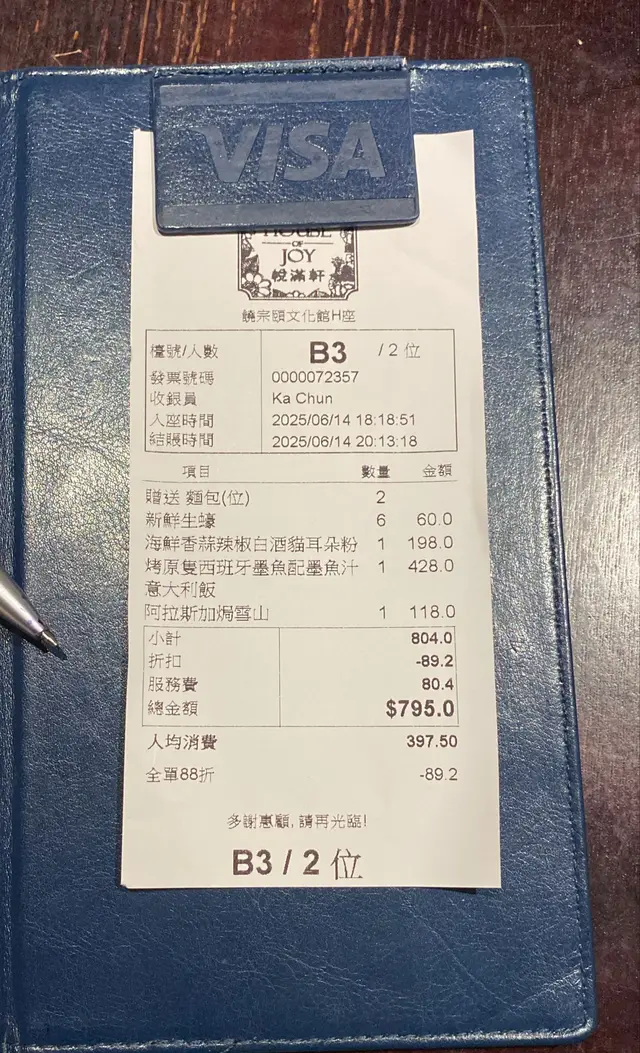 VISA
HOUSE
OF
JOY
悅滿軒
饒宗頤文化館H座
檯號/人數 B3 / 2 位
發票號碼 0000072357
收銀員 Ka Chun
入座時間 2025/06/14 18:18:51
結賬時間 2025/06/14 20:13:18
項目 數量 金額
贈送 麵包(位) 2
新鮮生蠔 6 60.0
海鮮香蒜辣椒白酒貓耳朵粉 1 198.0
烤原隻西班牙墨魚配墨魚汁 1 428.0
意大利飯
阿拉斯加焗雪山 1 118.0
小計 804.0
折扣 -89.2
服務費 80.4
總金額 $795.0
人均消費 397.50
全單88折 -89.2
多謝惠顧, 請再光臨!
B3 / 2 位